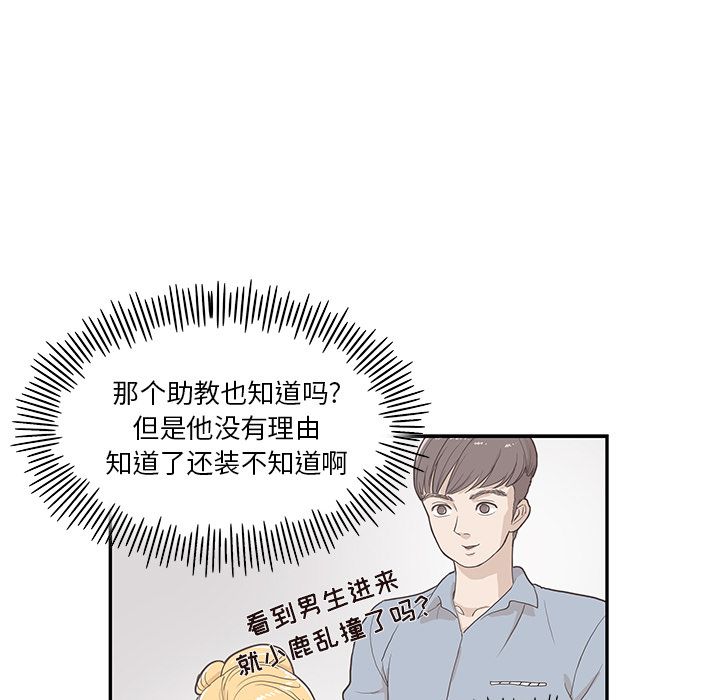 那个助教也知道吗?
但是他没有理由
知道了还装不知道啊
看到男生进来
就小鹿乱撞了吗?